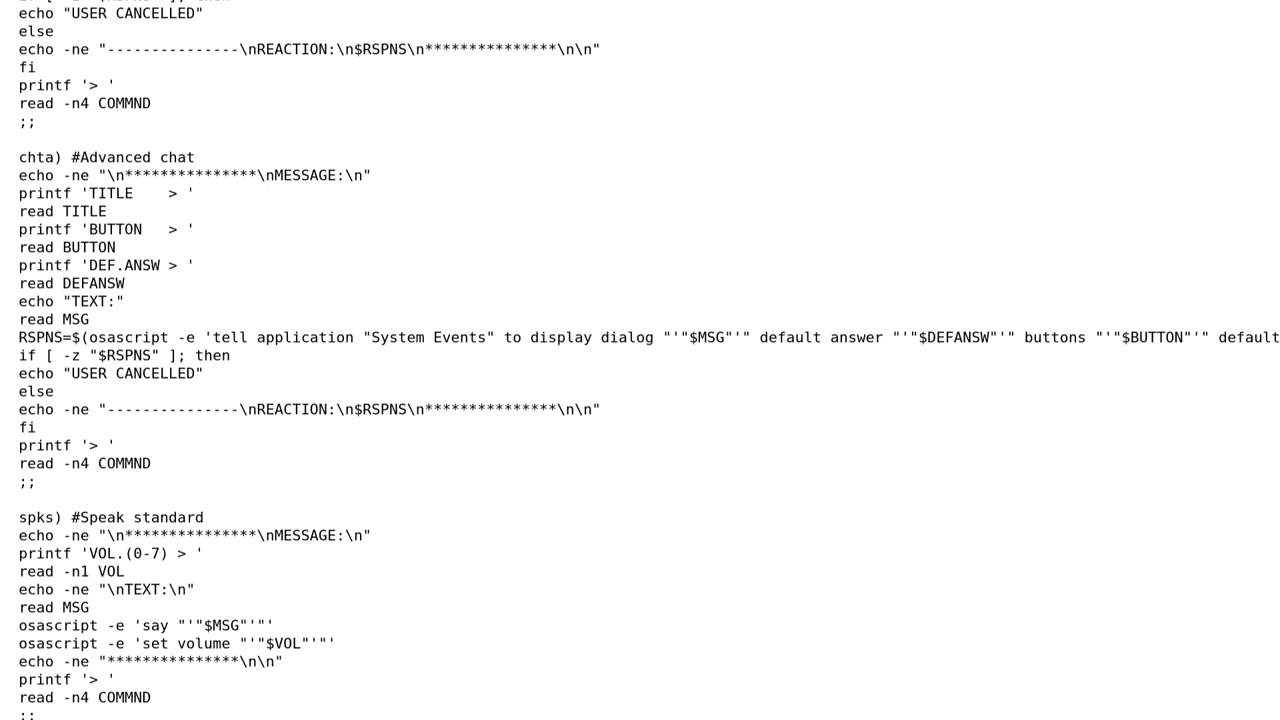 echo "USER CANCELLED"
else
echo -ne "---------------\nREACTION:\n$RSPNS\n***************\n\n"
fi
printf '> '
read -n4 COMMND
;;

chta) #Advanced chat
echo -ne "\n***************\nMESSAGE:\n"
printf 'TITLE    > '
read TITLE
printf 'BUTTON   > '
read BUTTON
printf 'DEF.ANSW > '
read DEFANSW
echo "TEXT:"
read MSG
RSPNS=$(osascript -e 'tell application "System Events" to display dialog "'"$MSG"'" default answer "'"$DEFANSW"'" buttons "'"$BUTTON"'" default
if [ -z "$RSPNS" ]; then
echo "USER CANCELLED"
else
echo -ne "---------------\nREACTION:\n$RSPNS\n***************\n\n"
fi
printf '> '
read -n4 COMMND
;;

spks) #Speak standard
echo -ne "\n***************\nMESSAGE:\n"
printf 'VOL.(0-7) > '
read -n1 VOL
echo -ne "\nTEXT:\n"
read MSG
osascript -e 'say "'"$MSG"'"'
osascript -e 'set volume "'"$VOL"'"'
echo -ne "***************\n\n"
printf '> '
read -n4 COMMND
;;